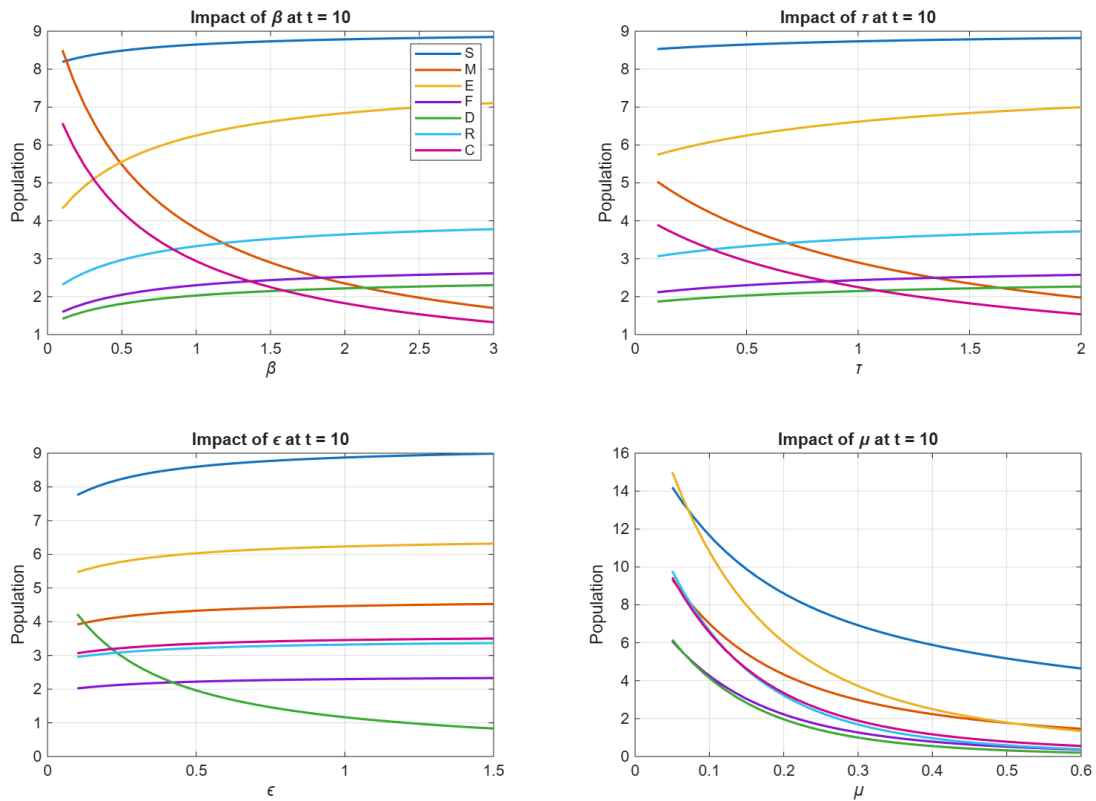 Impact of β at t = 10
9
8
7
6
5
4
3
2
1
Population
0 0.5 1 1.5 2 2.5 3
β
S
M
E
F
D
R
C
Impact of τ at t = 10
9
8
7
6
5
4
3
2
1
Population
0 0.5 1 1.5 2
τ
Impact of ϵ at t = 10
9
8
7
6
5
4
3
2
1
0
Population
0 0.5 1 1.5
ϵ
Impact of μ at t = 10
16
14
12
10
8
6
4
2
0
Population
0 0.1 0.2 0.3 0.4 0.5 0.6
μ